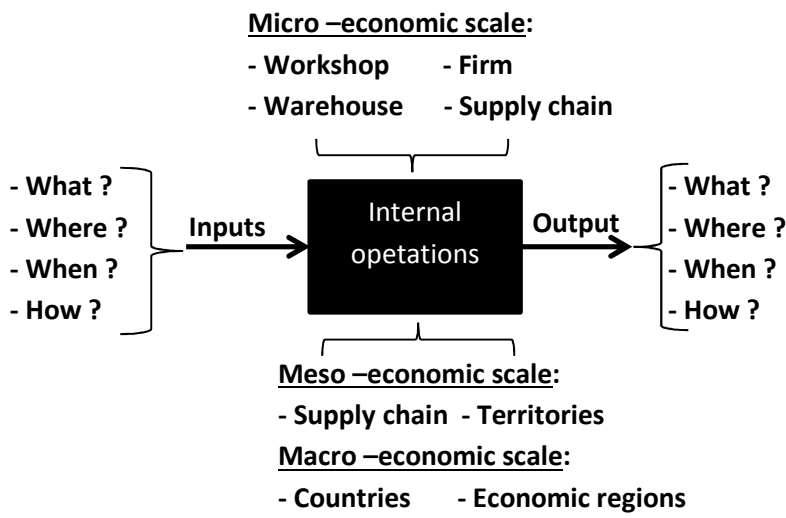 Micro –economic scale:
- Workshop - Firm
- Warehouse - Supply chain
- What ?
- Where ?
- When ?
- How ?
Inputs
Internal
opetations
Output
- What ?
- Where ?
- When ?
- How ?
Meso –economic scale:
- Supply chain - Territories
Macro –economic scale:
- Countries - Economic regions